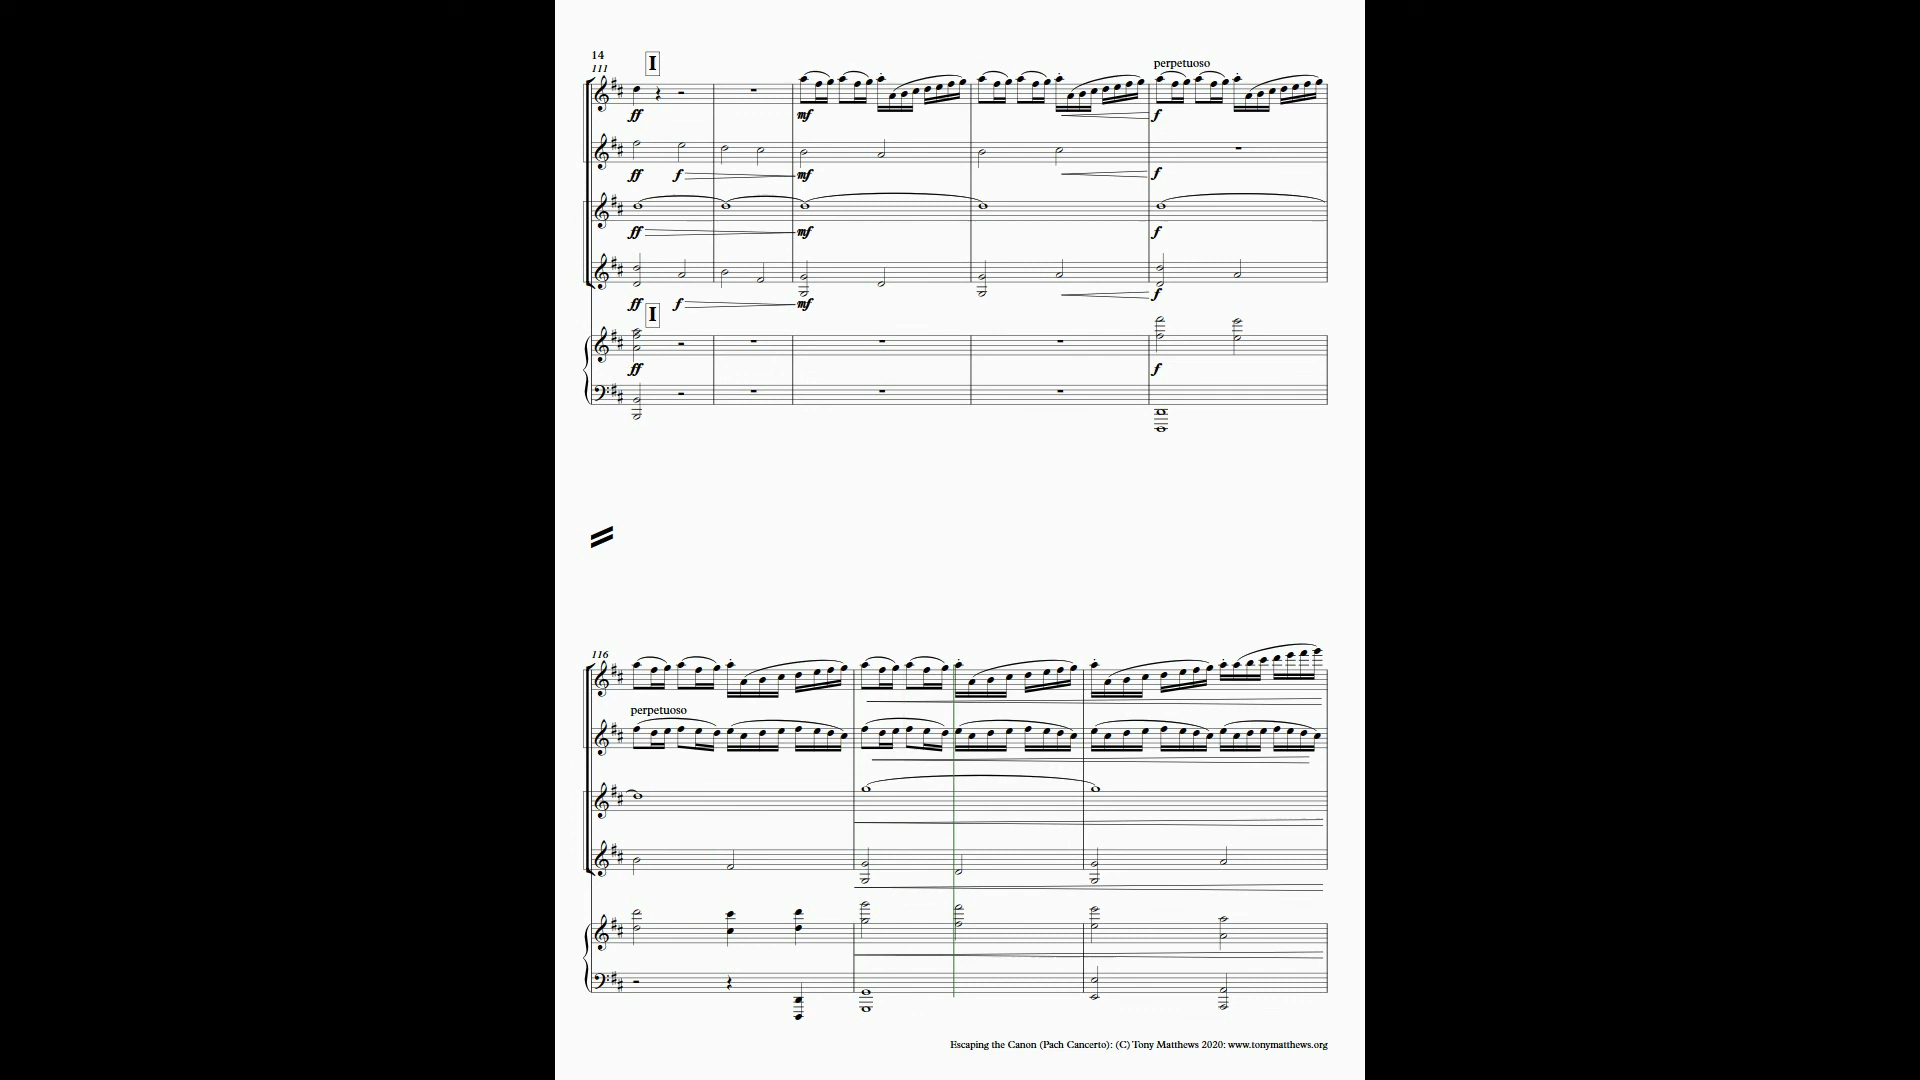 14
111
I
perpetuoso
ff
mf
f
ff
f
mf
f
ff
mf
f
ff
f
mf
f
I
ff
f
116
perpetuoso
Escaping the Canon (Pach Cancerto): (C) Tony Matthews 2020: www.tonymatthews.org